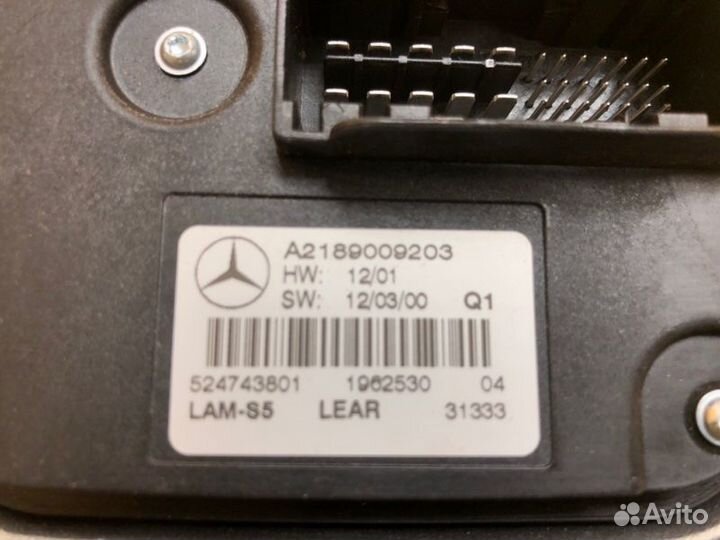 A2189009203
HW: 12/01
SW: 12/03/00 Q1
524743801 1962530 04
LAM-S5 LEAR 31333
Avito